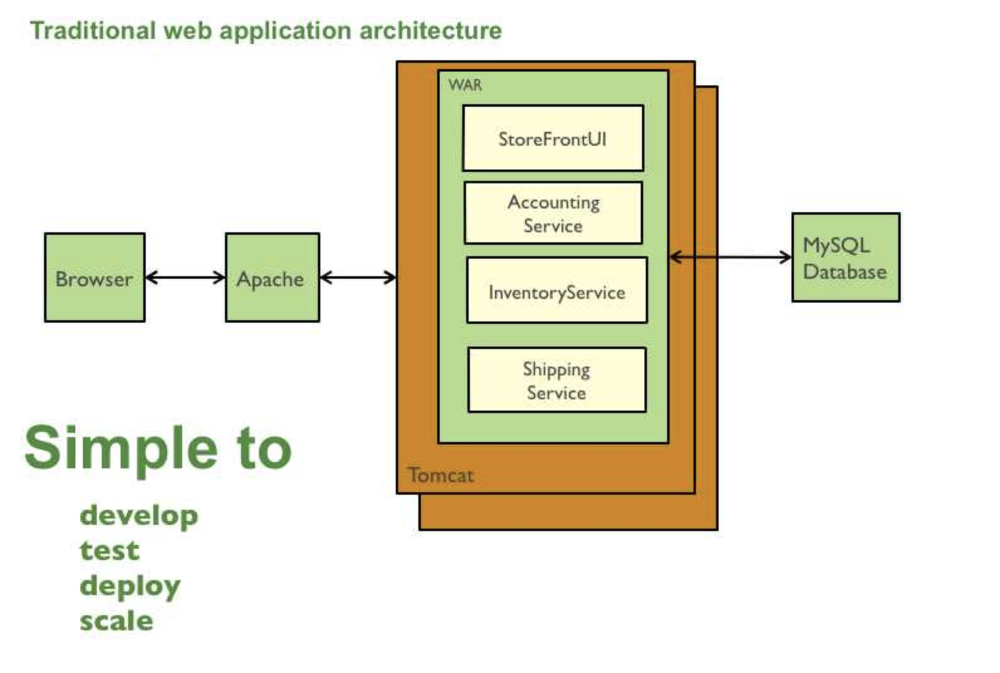 Traditional web application architecture
WAR
StoreFrontUI
Accounting
Service
InventoryService
Shipping
Service
Tomcat
Browser
Apache
MySQL
Database
Simple to
develop
test
deploy
scale